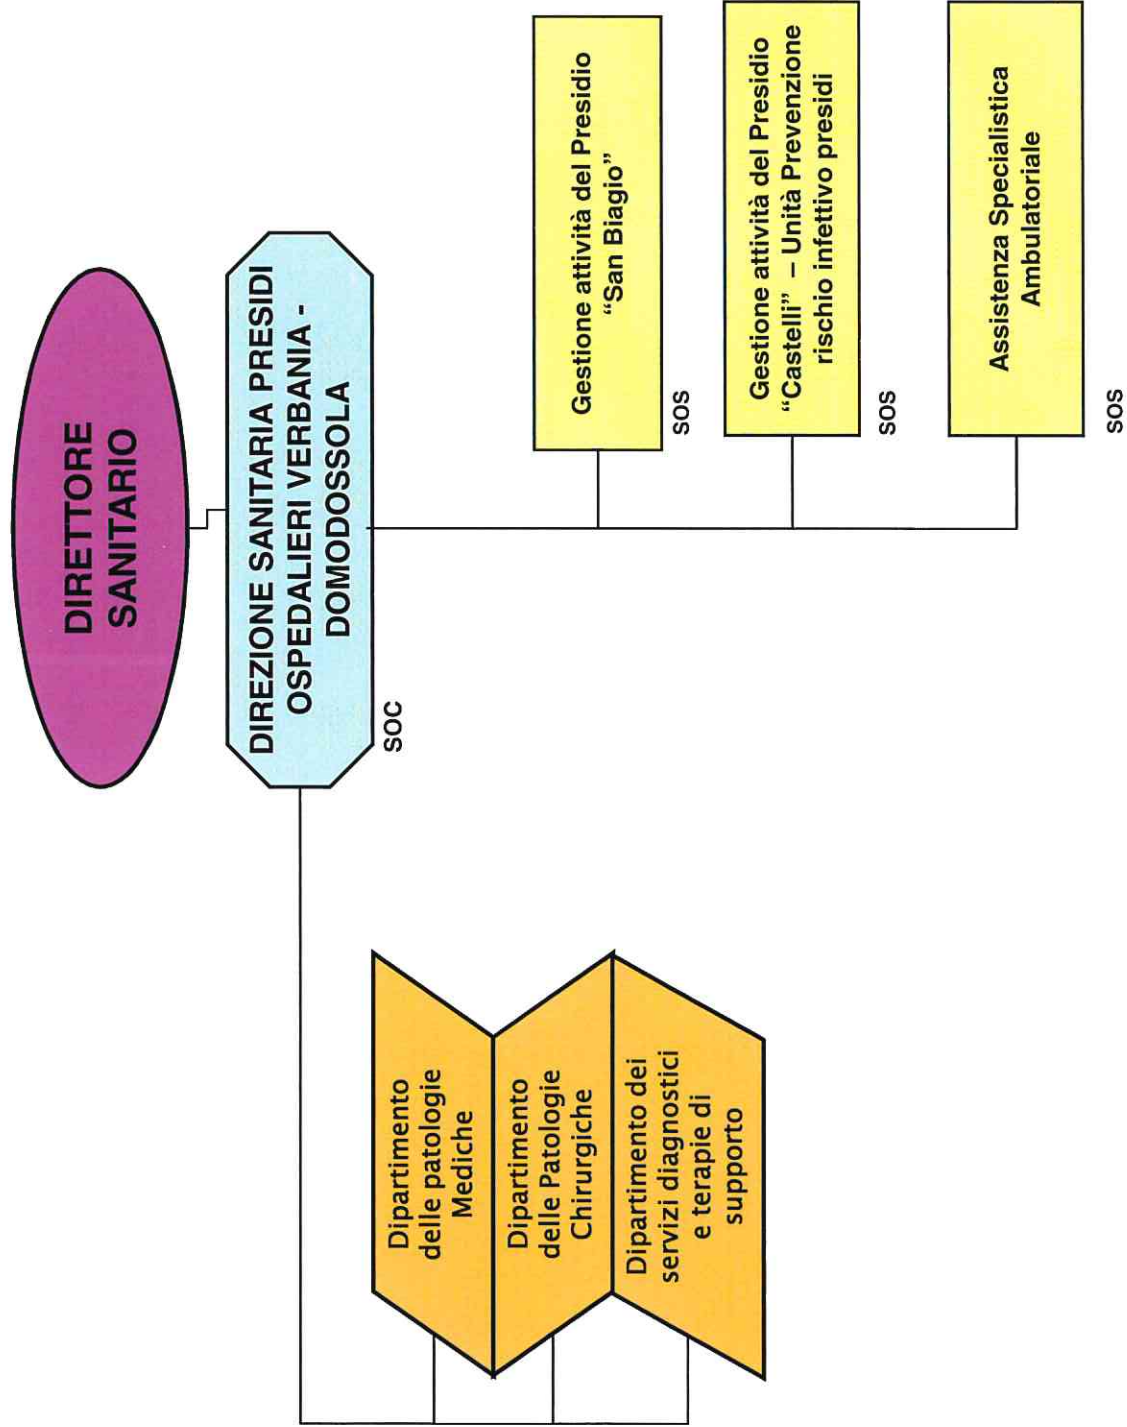 DIRETTORE
SANITARIO
DIREZIONE SANITARIA PRESIDI
OSPEDALIERI VERBANIA -
DOMODOSSOLA
SOC
Dipartimento
delle patologie
Mediche
Dipartimento
delle Patologie
Chirurgiche
Dipartimento dei
servizi diagnostici
e terapie di
supporto
Gestione attività del Presidio
“San Biagio”
SOS
Gestione attività del Presidio
“Castelli” – Unità Prevenzione
rischio infettivo presidi
SOS
Assistenza Specialistica
Ambulatoriale
SOS